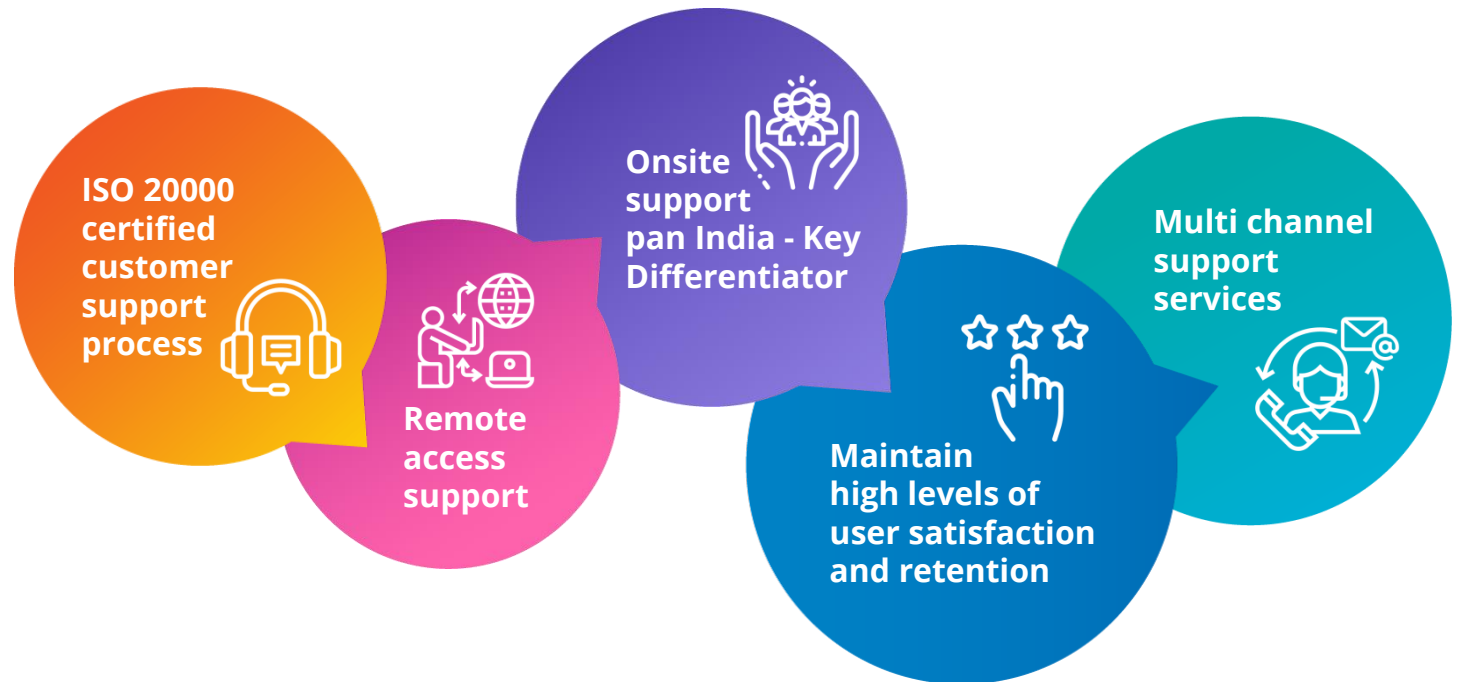 ISO 20000
certified
customer
support
process
Remote
access
support
Onsite
support
pan India - Key
Differentiator
Maintain
high levels of
user satisfaction
and retention
Multi channel
support
services